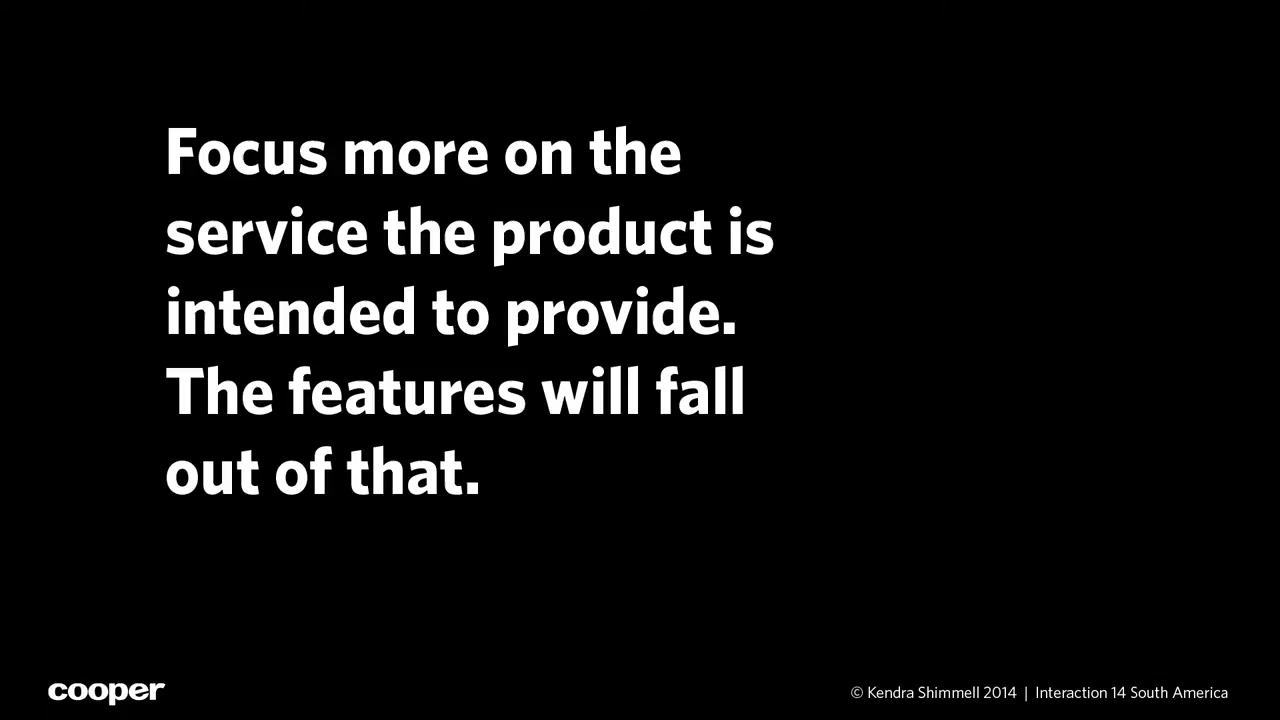 Focus more on the
service the product is
intended to provide.
The features will fall
out of that.
cooper
© Kendra Shimmell 2014 | Interaction 14 South America